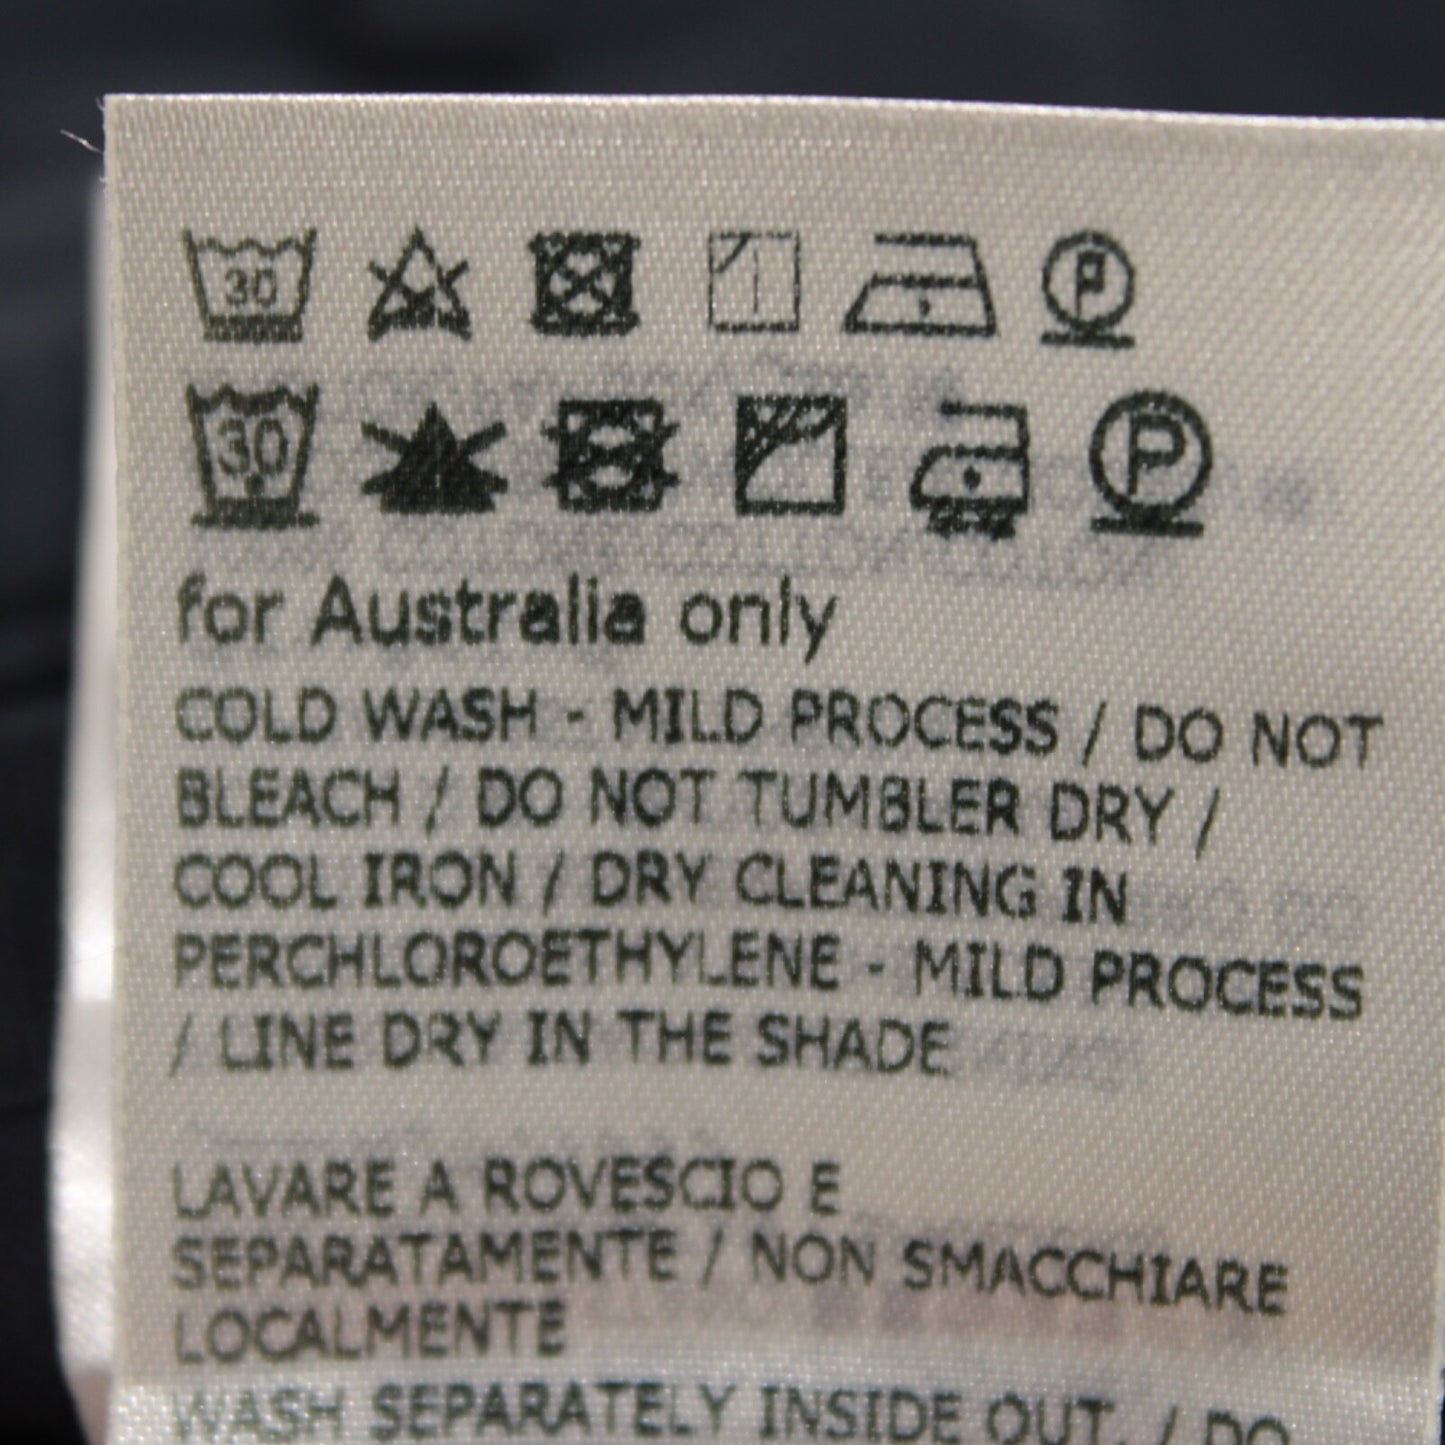 30
P
30
P
for Australia only
COLD WASH - MILD PROCESS / DO NOT
BLEACH / DO NOT TUMBLER DRY /
COOL IRON / DRY CLEANING IN
PERCHLOROETHYLENE - MILD PROCESS
/ LINE DRY IN THE SHADE
LAVARE A ROVESCIO E
SEPARATAMENTE / NON SMACCHIARE
LOCALMENTE
WASH SEPARATELY INSIDE OUT. / DO